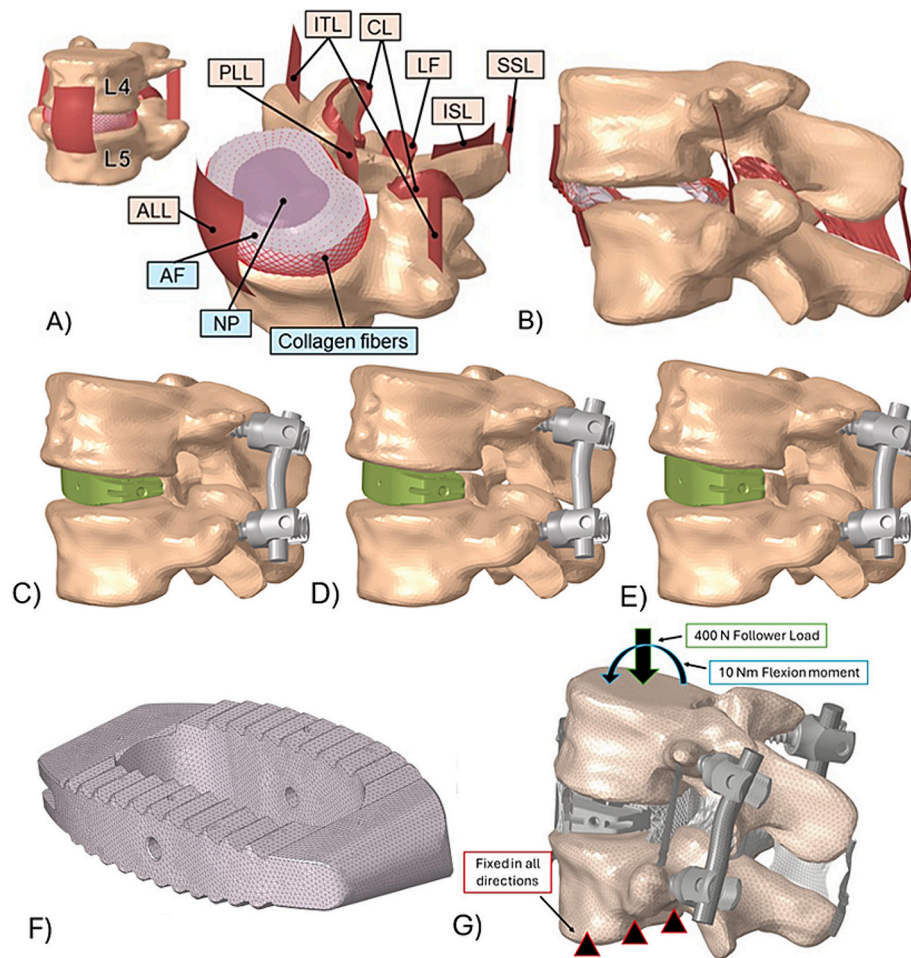 ITL
CL
PLL
LF
SSL
ISL
L4
L5
ALL
AF
NP
Collagen fibers
A)
B)
C)
D)
E)
400 N Follower Load
10 Nm Flexion moment
Fixed in all
directions
F)
G)